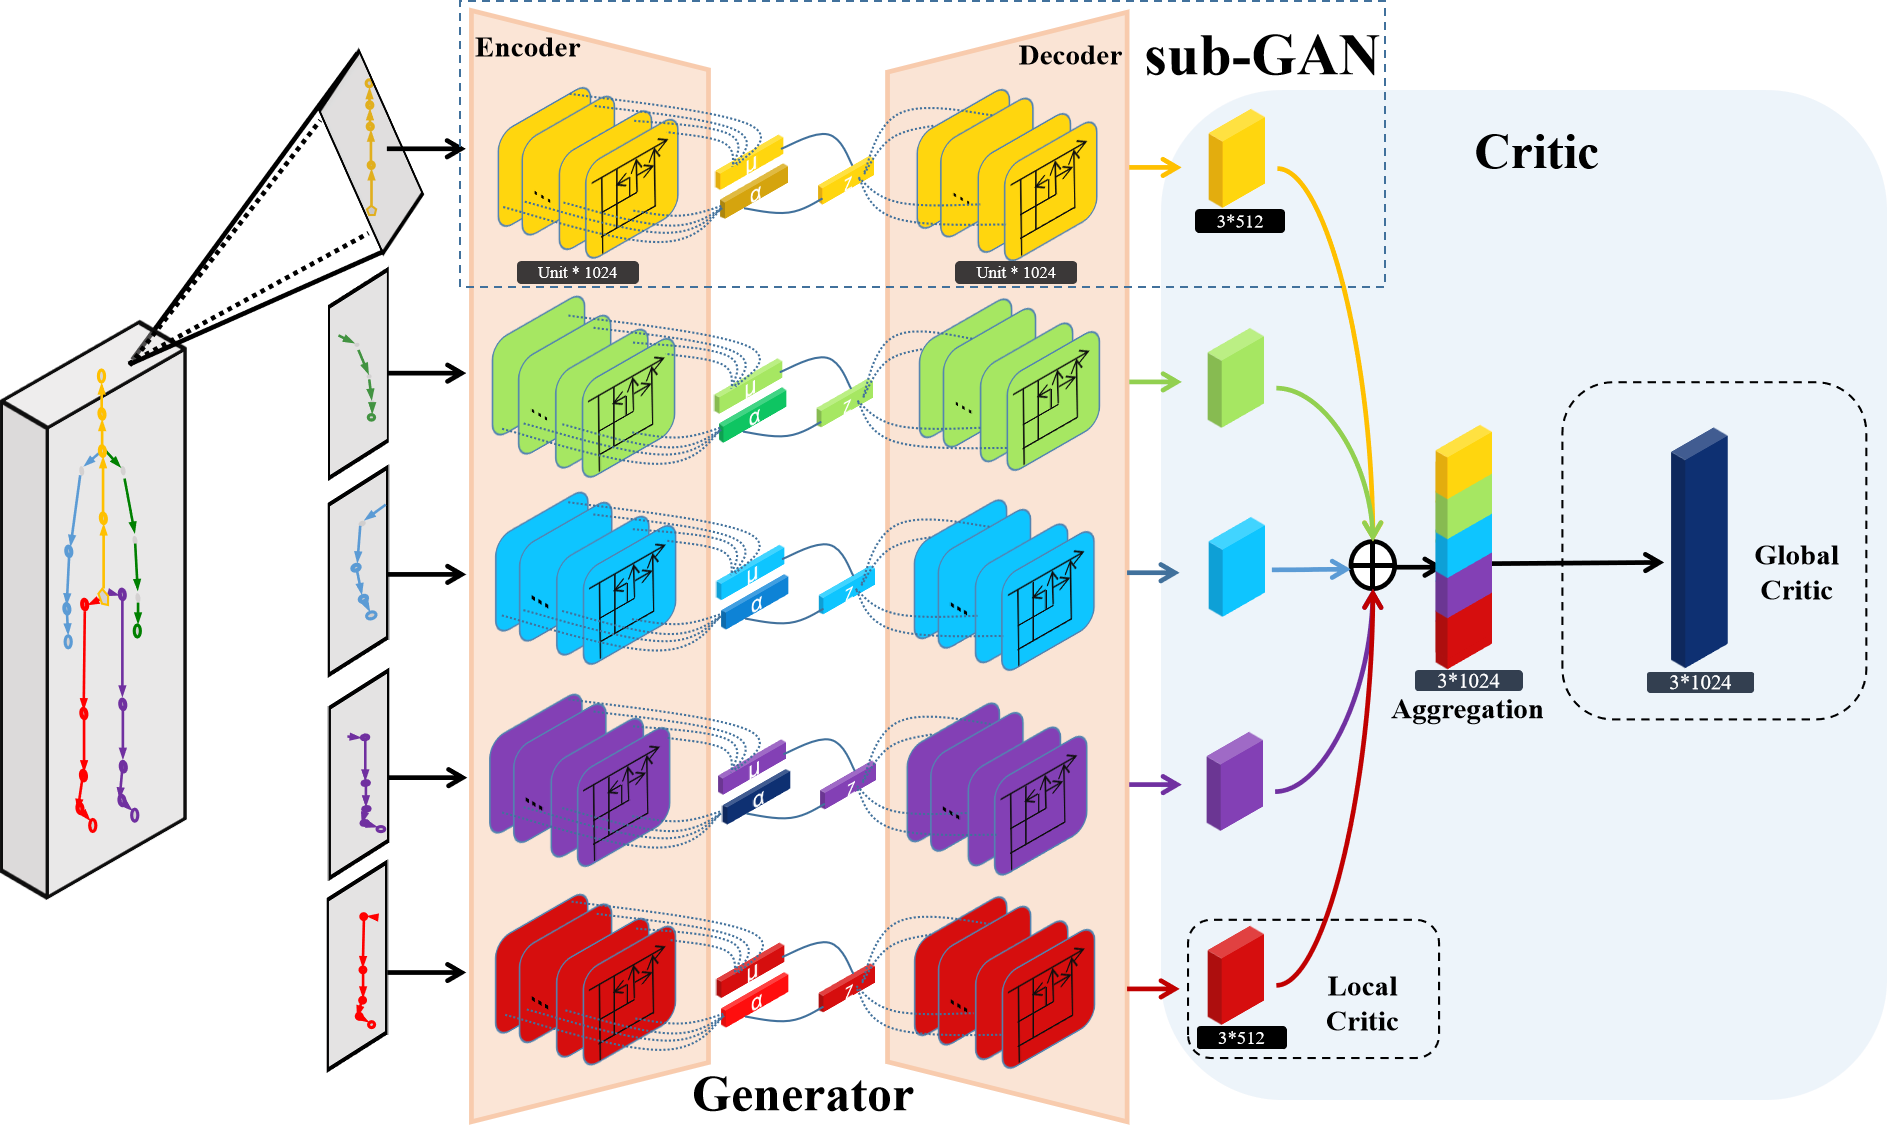 Encoder
Decoder
sub-GAN
Critic
μ
α
z
3*512
Unit * 1024
Unit * 1024
μ
α
z
μ
α
z
Global
Critic
3*1024
3*1024
Aggregation
μ
α
z
μ
α
z
Local
Critic
3*512
Generator